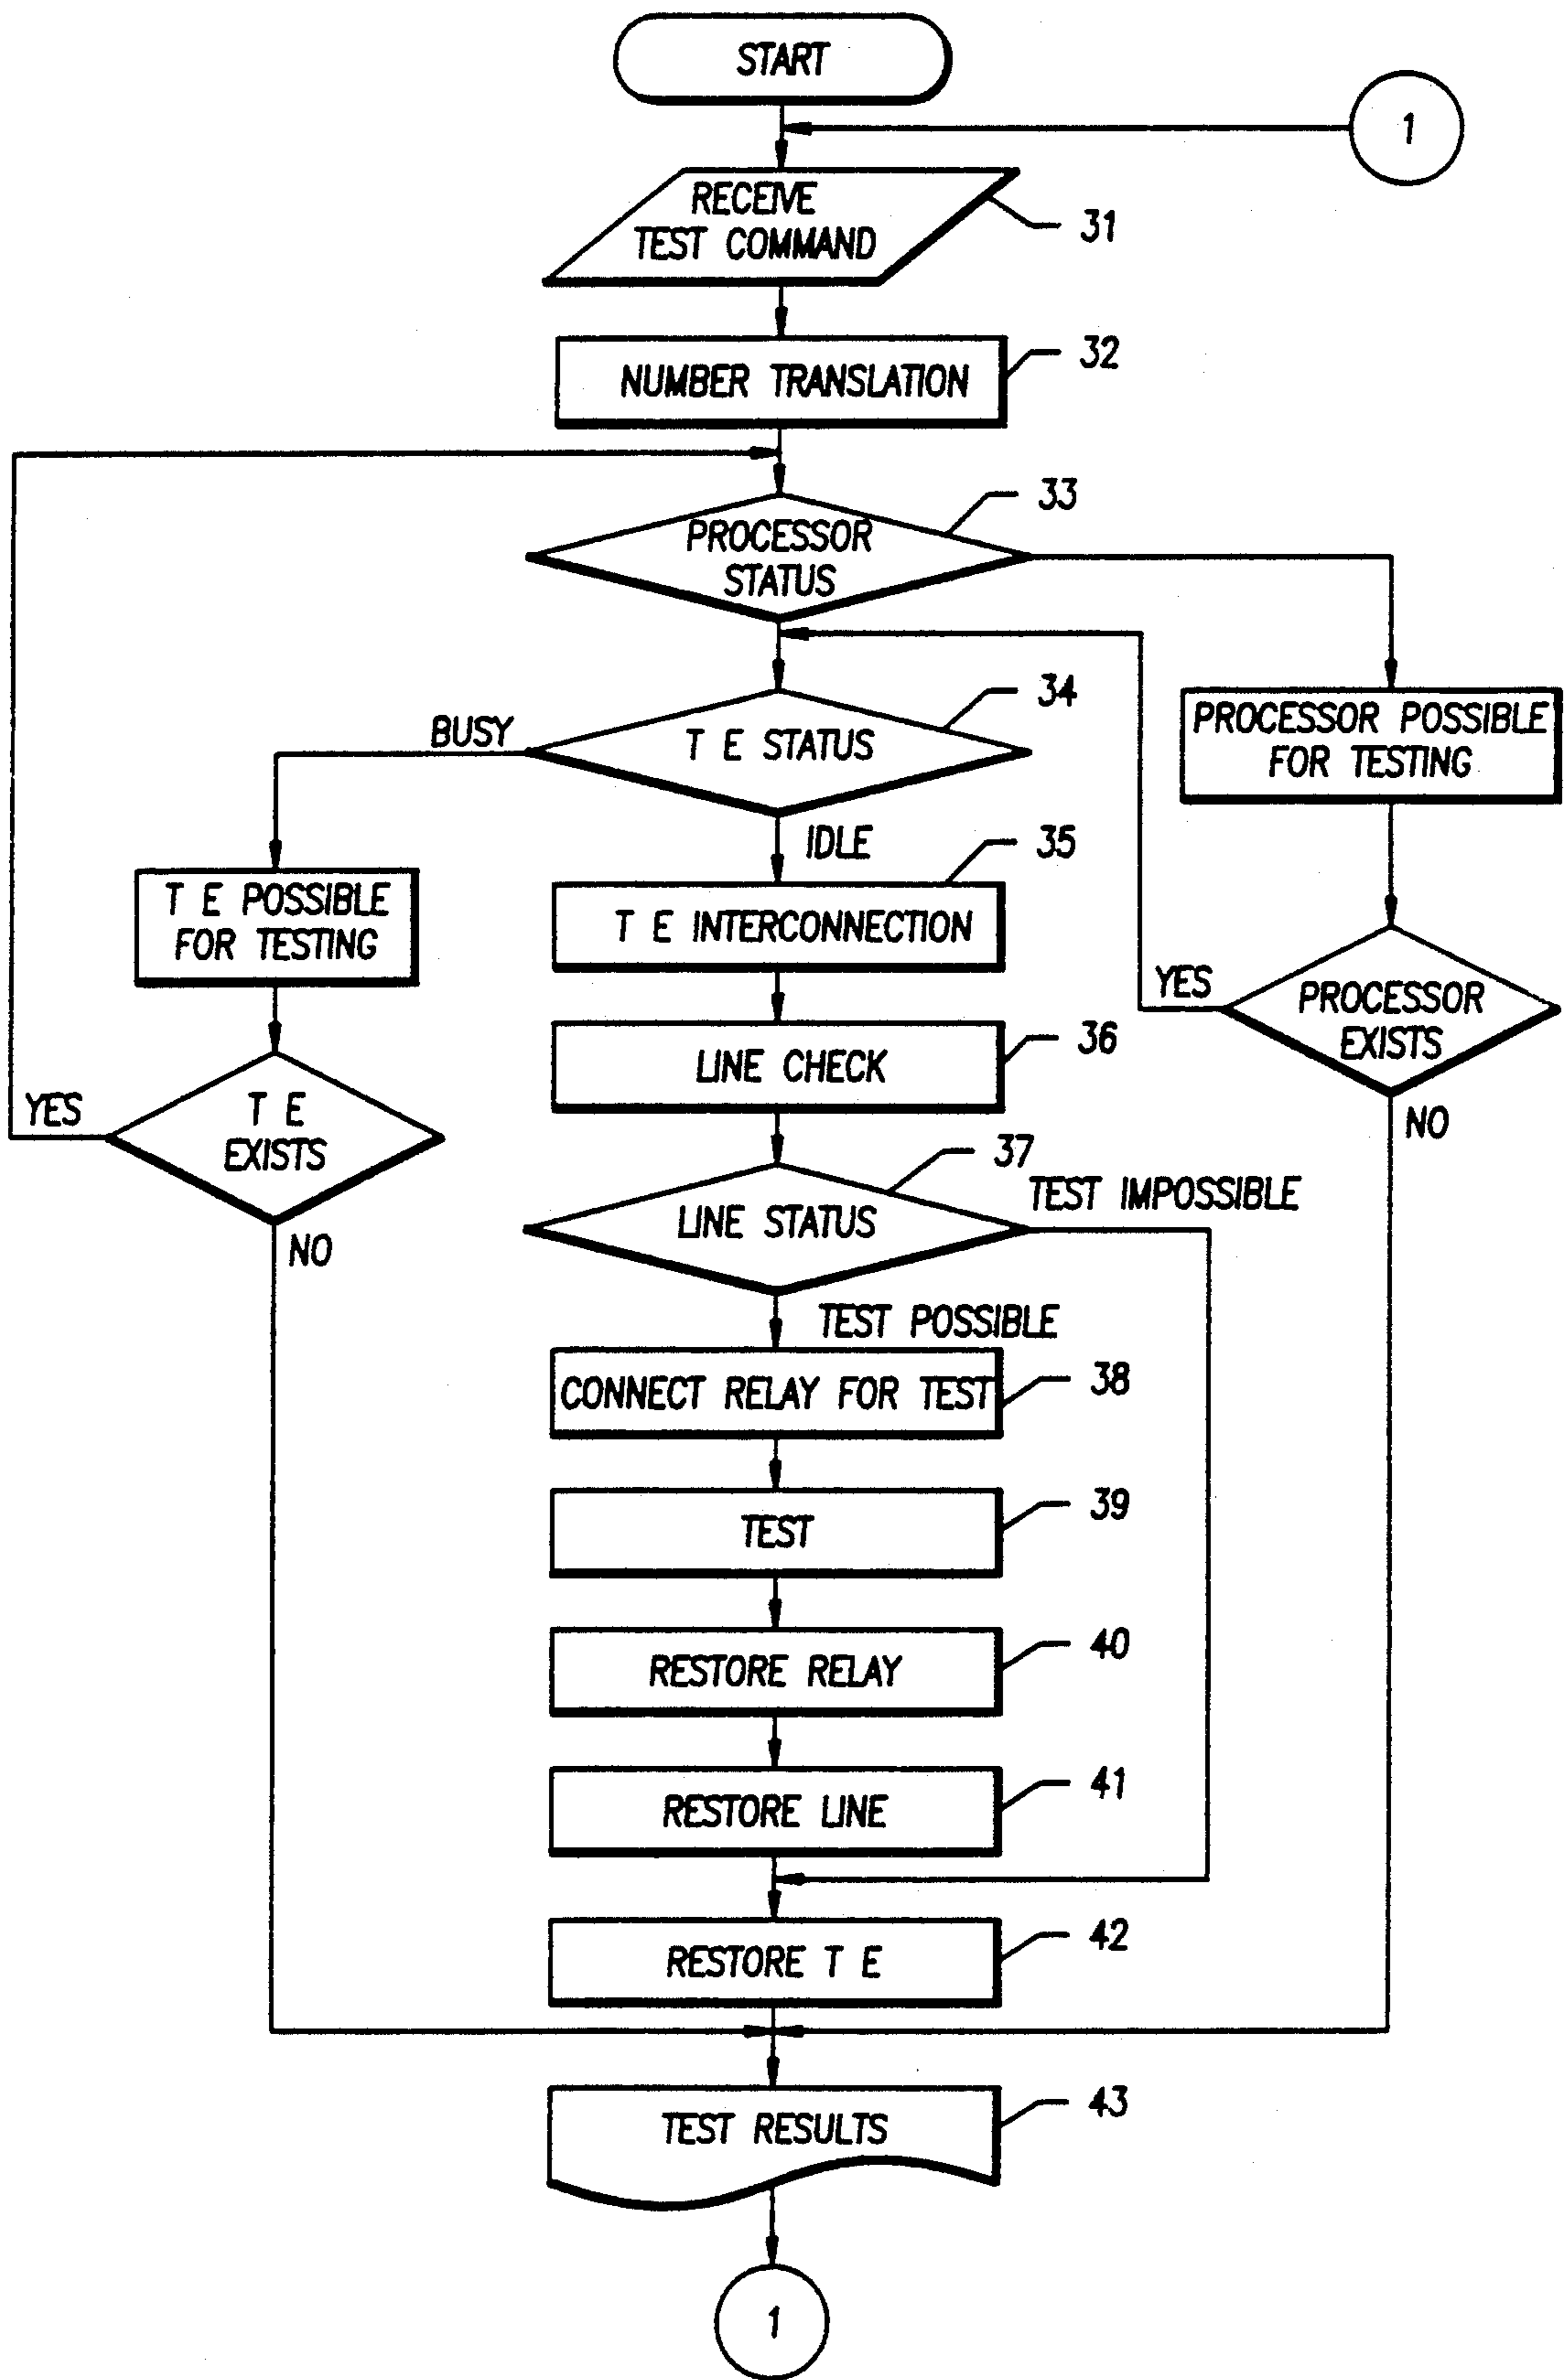 START
1
RECEIVE
TEST COMMAND
31
NUMBER TRANSLATION
32
PROCESSOR
STATUS
33
T E STATUS
34
BUSY
IDLE
PROCESSOR POSSIBLE
FOR TESTING
T E POSSIBLE
FOR TESTING
T E INTERCONNECTION
35
YES
PROCESSOR
EXISTS
NO
LINE CHECK
36
YES
T E
EXISTS
NO
LINE STATUS
37
TEST IMPOSSIBLE
TEST POSSIBLE
CONNECT RELAY FOR TEST
38
TEST
39
RESTORE RELAY
40
RESTORE LINE
41
RESTORE T E
42
TEST RESULTS
43
1